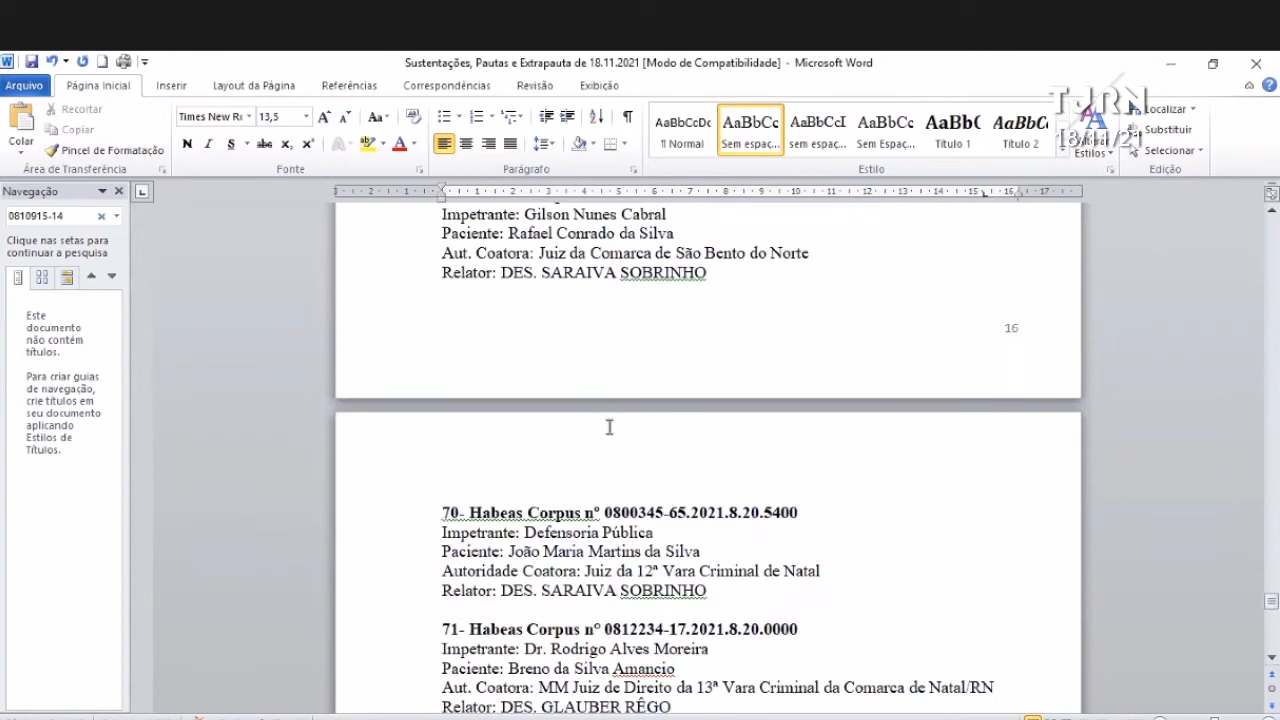 Sustentações, Pautas e Extrapauta de 18.11.2021 [Modo de Compatibilidade] - Microsoft Word
Arquivo Página Inicial Inserir Layout da Página Referências Correspondências Revisão Exibição
TJRN
18/11/21
Colar
Recortar
Copiar
Pincel de Formatação
Área de Transferência
13,5
Fonte
Parágrafo
AaBbCcDc AaBbCc AaBbCcI AaBbCc AaBb( AaBbC
¶ Normal Sem espaç... sem espaç... Sem Espaç... Título 1 Título 2
Estilos
Estilo
Localizar
Substituir
Selecionar
Edição
Navegação
0810915-14
Clique nas setas para
continuar a pesquisa
Este
documento
não contém
títulos.
Para criar guias
de navegação,
crie títulos em
seu documento
aplicando
Estilos de
Títulos.
Impetrante: Gilson Nunes Cabral
Paciente: Rafael Conrado da Silva
Aut. Coatora: Juiz da Comarca de São Bento do Norte
Relator: DES. SARAIVA SOBRINHO
16
70- Habeas Corpus nº 0800345-65.2021.8.20.5400
Impetrante: Defensoria Pública
Paciente: João Maria Martins da Silva
Autoridade Coatora: Juiz da 12ª Vara Criminal de Natal
Relator: DES. SARAIVA SOBRINHO
71- Habeas Corpus nº 0812234-17.2021.8.20.0000
Impetrante: Dr. Rodrigo Alves Moreira
Paciente: Breno da Silva Amancio
Aut. Coatora: MM Juiz de Direito da 13ª Vara Criminal da Comarca de Natal/RN
Relator: DES. GLAUBER RÊGO